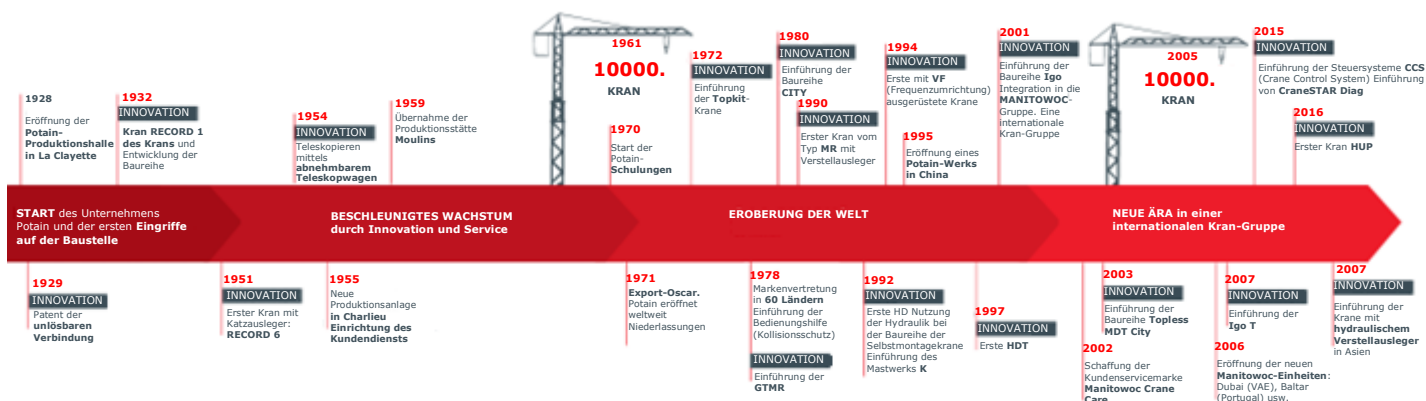 1928
Eröffnung der
Potain-
Produktionshalle
in La Clayette
1932
INNOVATION
Kran RECORD 1
des Krans und
Entwicklung der
Baureihe
1954
INNOVATION
Teleskopieren
mittels
abnehmbarem
Teleskopwagen
1959
Übernahme der
Produktionsstätte
Moulins
1961
10000.
KRAN
1970
Start der
Potain-
Schulungen
1972
INNOVATION
Einführung
der Topkit-
Krane
1980
INNOVATION
Einführung der
Baureihe
CITY
1990
INNOVATION
Erster Kran vom
Typ MR mit
Verstellausleger
1994
INNOVATION
Erste mit VF
(Frequenzumrichtung)
ausgerüstete Krane
1995
Eröffnung eines
Potain-Werks
in China
2001
INNOVATION
Einführung der
Baureihe Igo
Integration in die
MANITOWOC-
Gruppe. Eine
internationale
Kran-Gruppe
2005
10000.
KRAN
2015
INNOVATION
Einführung der Steuersysteme CCS
(Crane Control System) Einführung
von CraneSTAR Diag
2016
INNOVATION
Erster Kran HUP
START des Unternehmens
Potain und der ersten Eingriffe
auf der Baustelle
BESCHLEUNIGTES WACHSTUM
durch Innovation und Service
EROBERUNG DER WELT
NEUE ÄRA in einer
internationalen Kran-Gruppe
1929
INNOVATION
Patent der
unlösbaren
Verbindung
1951
INNOVATION
Erster Kran mit
Katzausleger:
RECORD 6
1955
Neue
Produktionsanlage
in Charlieu
Einrichtung des
Kundendiensts
1971
Export-Oscar.
Potain eröffnet
weltweit
Niederlassungen
1978
Markenvertretung
in 60 Ländern
Einführung der
Bedienungshilfe
(Kollisionsschutz)
INNOVATION
Einführung der
GTMR
1992
INNOVATION
Erste HD Nutzung
der Hydraulik bei
der Baureihe der
Selbstmontagekrane
Einführung des
Mastwerks K
1997
INNOVATION
Erste HDT
2003
INNOVATION
Einführung der
Baureihe Topless
MDT City
2002
Schaffung der
Kundenservicemarke
Manitowoc Crane
Care
2007
INNOVATION
Einführung der
Igo T
2006
Eröffnung der neuen
Manitowoc-Einheiten:
Dubai (VAE), Baltar
(Portugal) usw.
2007
INNOVATION
Einführung der
Krane mit
hydraulischem
Verstellausleger
in Asien